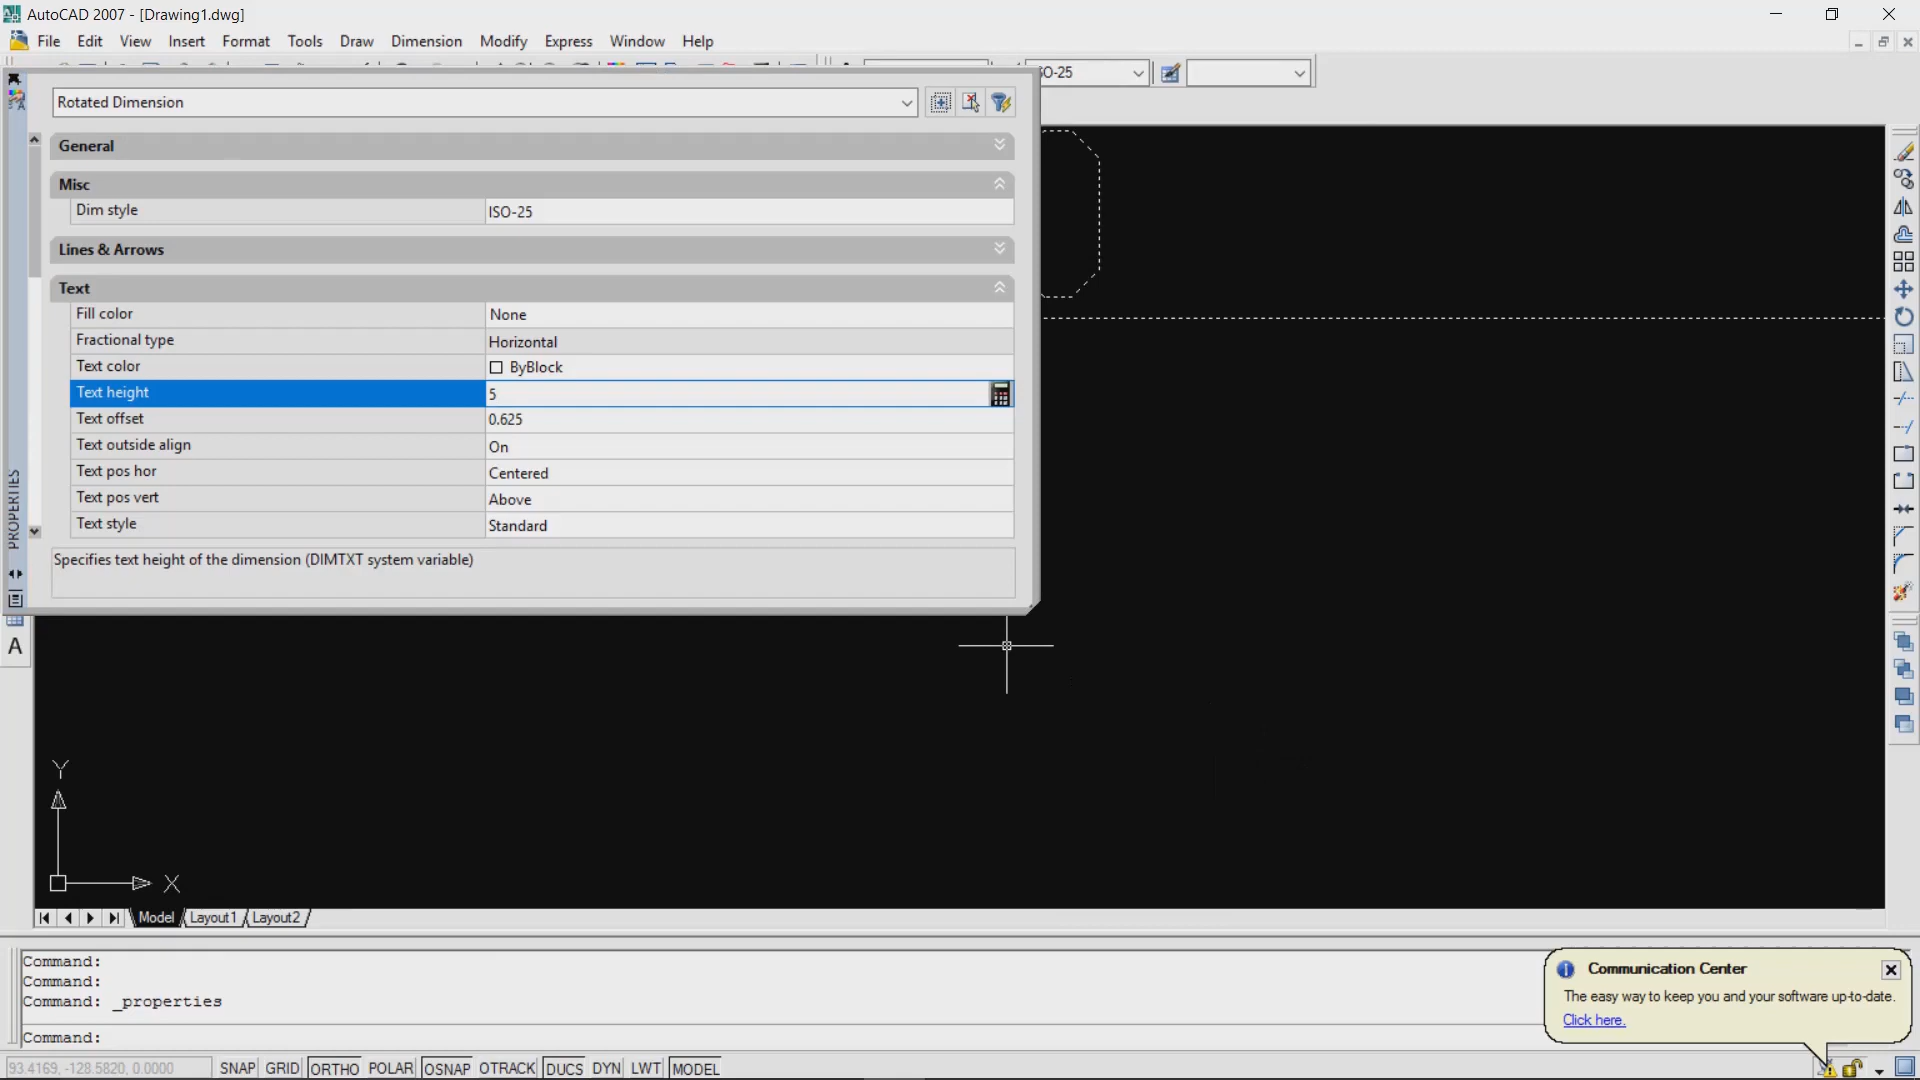 AutoCAD 2007 - [Drawing1.dwg]
File Edit View Insert Format Tools Draw Dimension Modify Express Window Help
Rotated Dimension
General
Misc
Dim style ISO-25
Lines & Arrows
Text
Fill color None
Fractional type Horizontal
Text color ByBlock
Text height 5
Text offset 0.625
Text outside align On
Text pos hor Centered
Text pos vert Above
Text style Standard
Specifies text height of the dimension (DIMTXT system variable)
PROPERTIES
A
Y
X
Model Layout1 Layout2
Command:
Command:
Command: _properties
Command:
Communication Center
The easy way to keep you and your software up-to-date.
Click here.
93.4169, -128.5820, 0.0000 SNAP GRID ORTHO POLAR OSNAP OTRACK DUCS DYN LWT MODEL